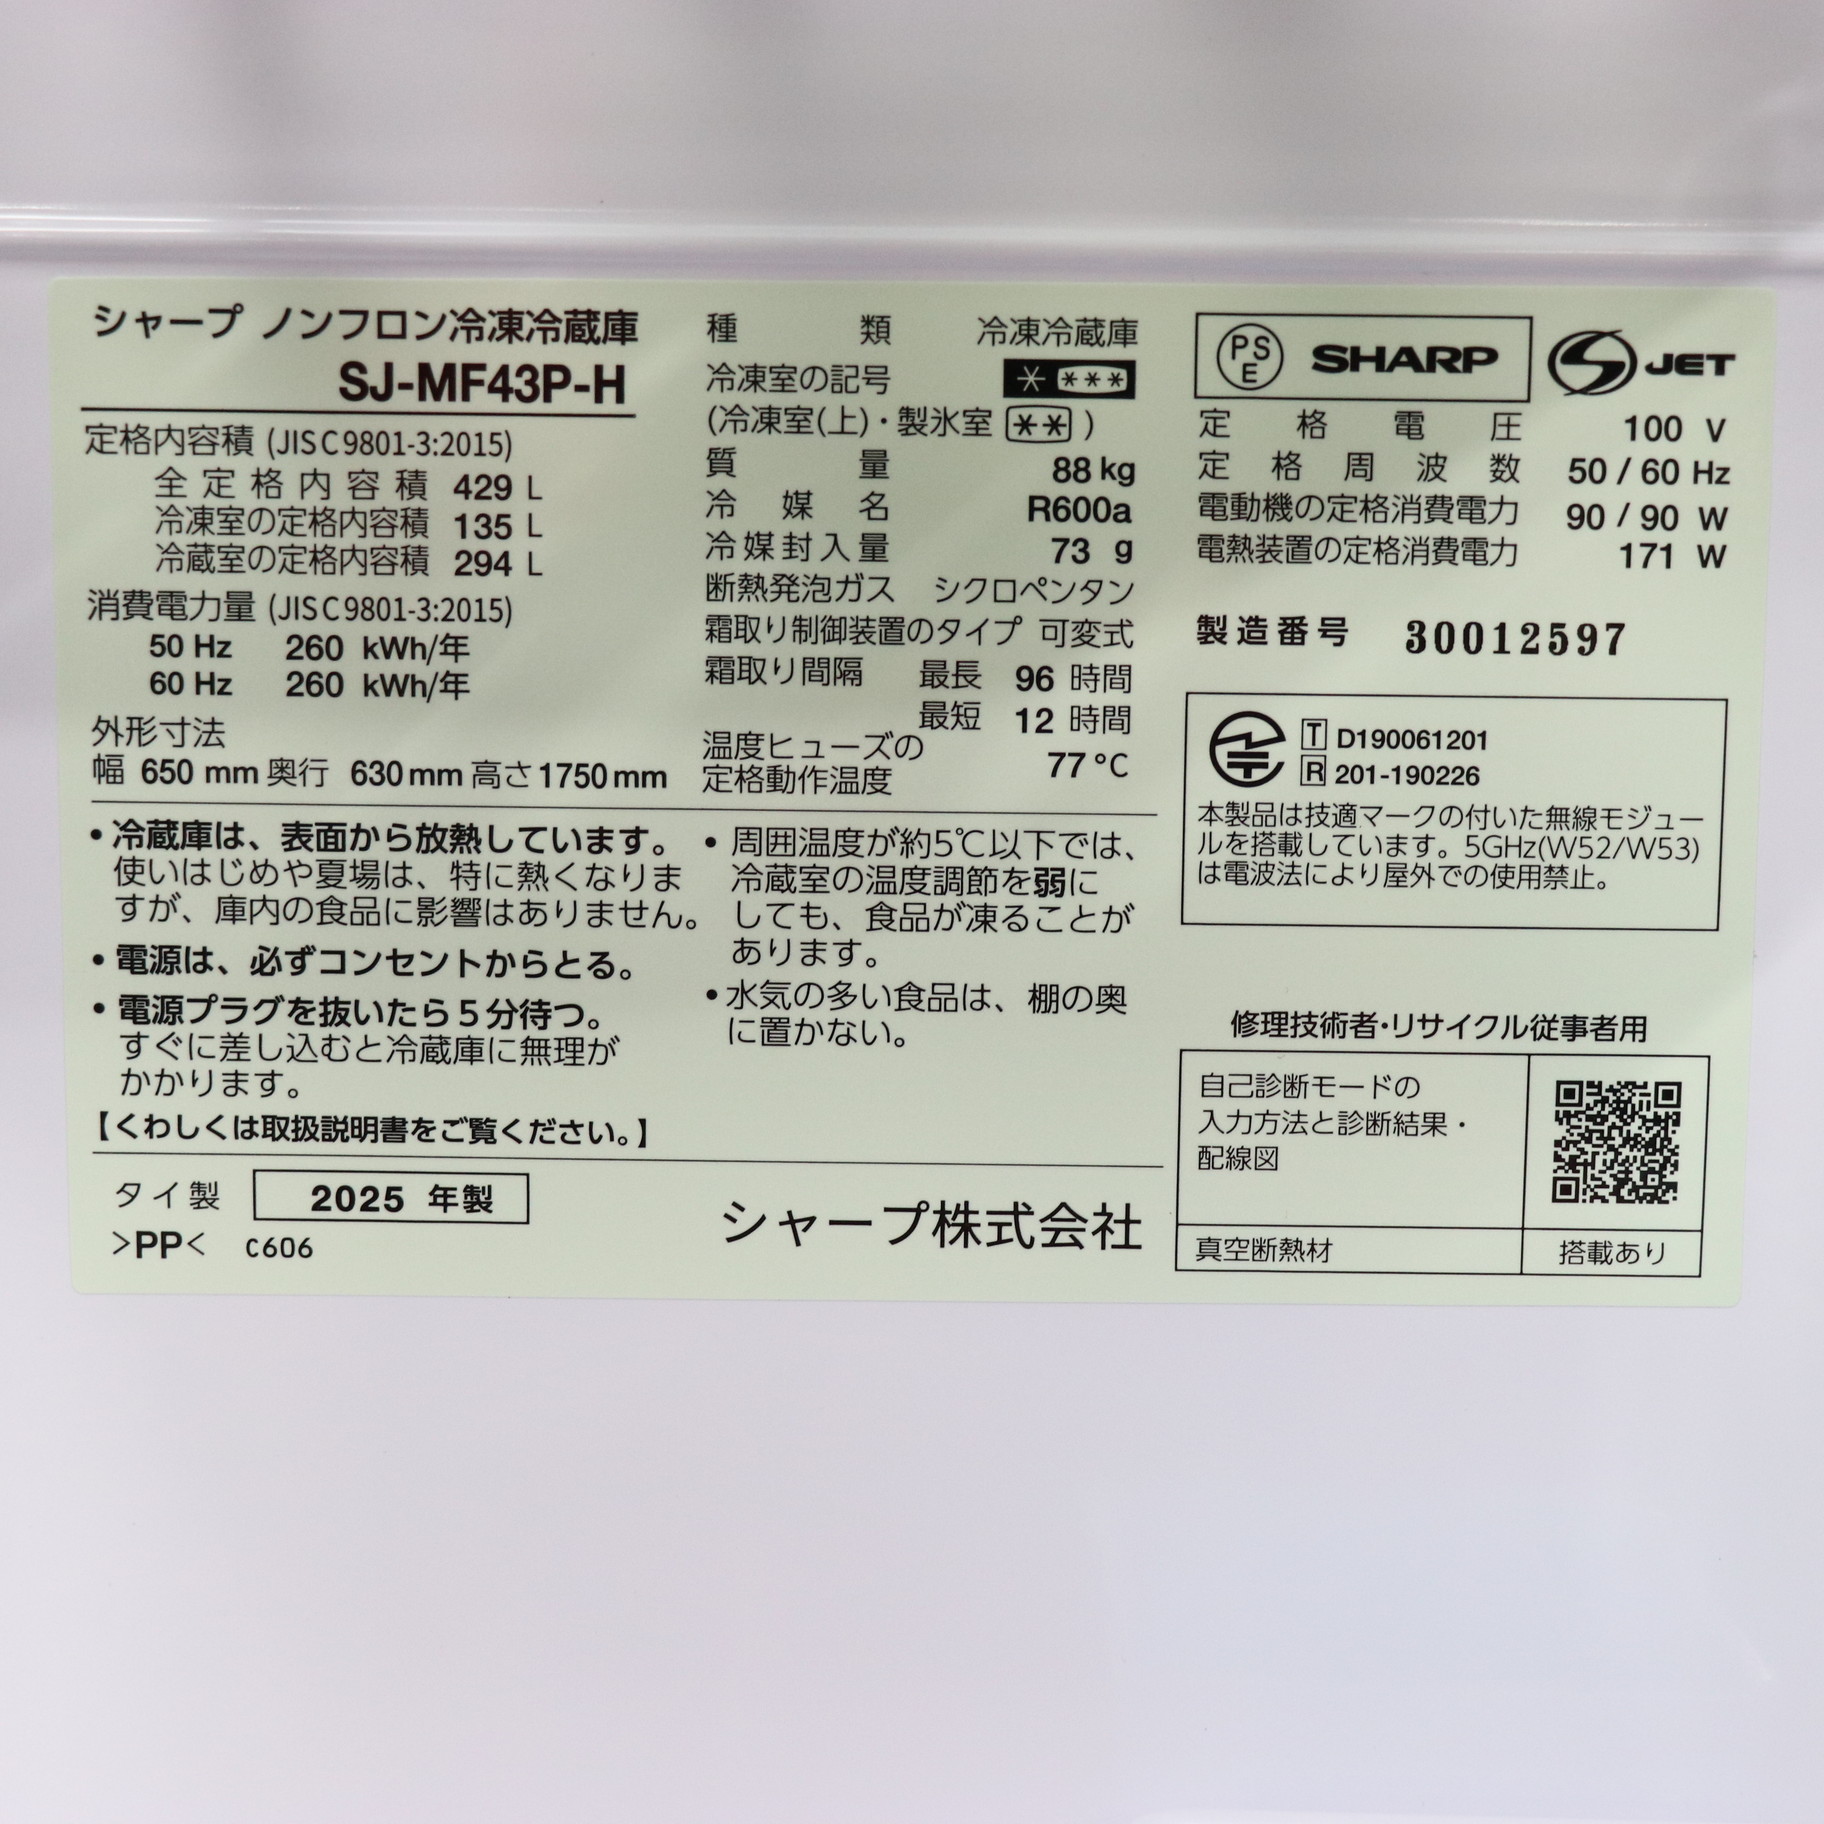 シャープ ノンフロン冷凍冷蔵庫
SJ-MF43P-H
定格内容積 (JIS C 9801-3:2015)
全定格内容積 429 L
冷凍室の定格内容積 135 L
冷蔵室の定格内容積 294 L
消費電力量 (JIS C 9801-3:2015)
50 Hz 260 kWh/年
60 Hz 260 kWh/年
外形寸法
幅 650 mm 奥行 630 mm 高さ 1750 mm
種類 冷凍冷蔵庫
冷凍室の記号 * ***
(冷凍室(上)・製氷室 ** )
質量 88 kg
冷媒名 R600a
冷媒封入量 73 g
断熱発泡ガス シクロペンタン
霜取り制御装置のタイプ 可変式
霜取り間隔 最長 96 時間
最短 12 時間
温度ヒューズの
定格動作温度 77 ℃
PSE SHARP S JET
定格電圧 100 V
定格周波数 50 / 60 Hz
電動機の定格消費電力 90 / 90 W
電熱装置の定格消費電力 171 W
製造番号 30012597
T D190061201
R 201-190226
本製品は技適マークの付いた無線モジュー
ルを搭載しています。5GHz(W52/W53)
は電波法により屋外での使用禁止。
• 冷蔵庫は、表面から放熱しています。
使いはじめや夏場は、特に熱くなりま
すが、庫内の食品に影響はありません。
• 電源は、必ずコンセントからとる。
• 電源プラグを抜いたら5分待つ。
すぐに差し込むと冷蔵庫に無理が
かかります。
【くわしくは取扱説明書をご覧ください。】
• 周囲温度が約5℃以下では、
冷蔵室の温度調節を弱に
しても、食品が凍ることが
あります。
• 水気の多い食品は、棚の奥
に置かない。
修理技術者・リサイクル従事者用
自己診断モードの
入力方法と診断結果・
配線図
真空断熱材 搭載あり
タイ製 2025 年製
>PP< C606
シャープ株式会社